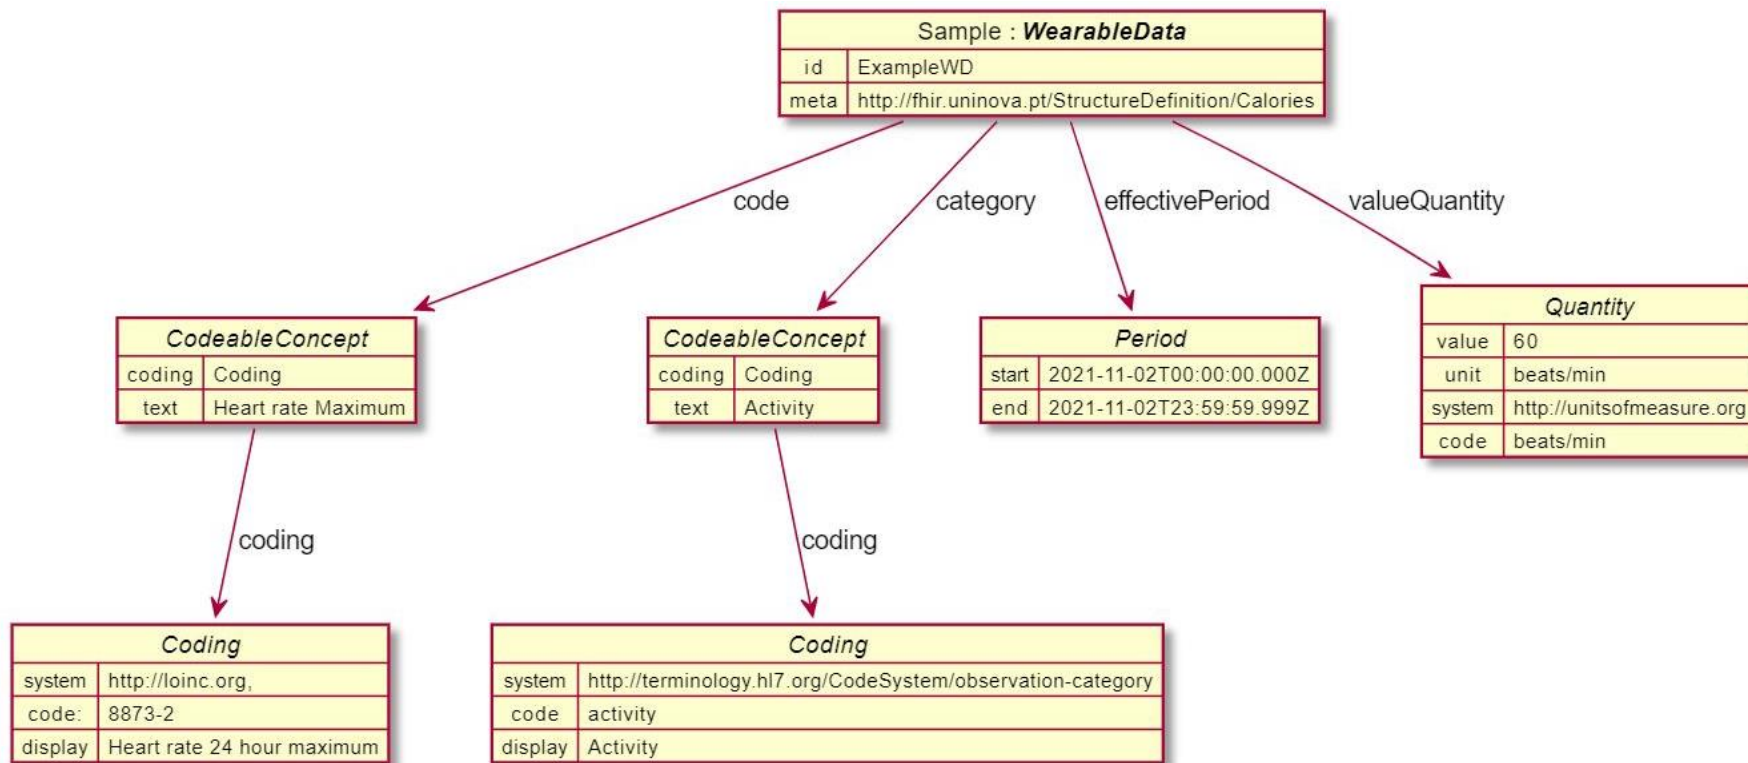 Sample : WearableData
id ExampleWD
meta http://fhir.uninova.pt/StructureDefinition/Calories
code category effectivePeriod valueQuantity
CodeableConcept
coding Coding
text Heart rate Maximum
CodeableConcept
coding Coding
text Activity
Period
start 2021-11-02T00:00:00.000Z
end 2021-11-02T23:59:59.999Z
Quantity
value 60
unit beats/min
system http://unitsofmeasure.org
code beats/min
coding coding
Coding
system http://loinc.org,
code: 8873-2
display Heart rate 24 hour maximum
Coding
system http://terminology.hl7.org/CodeSystem/observation-category
code activity
display Activity